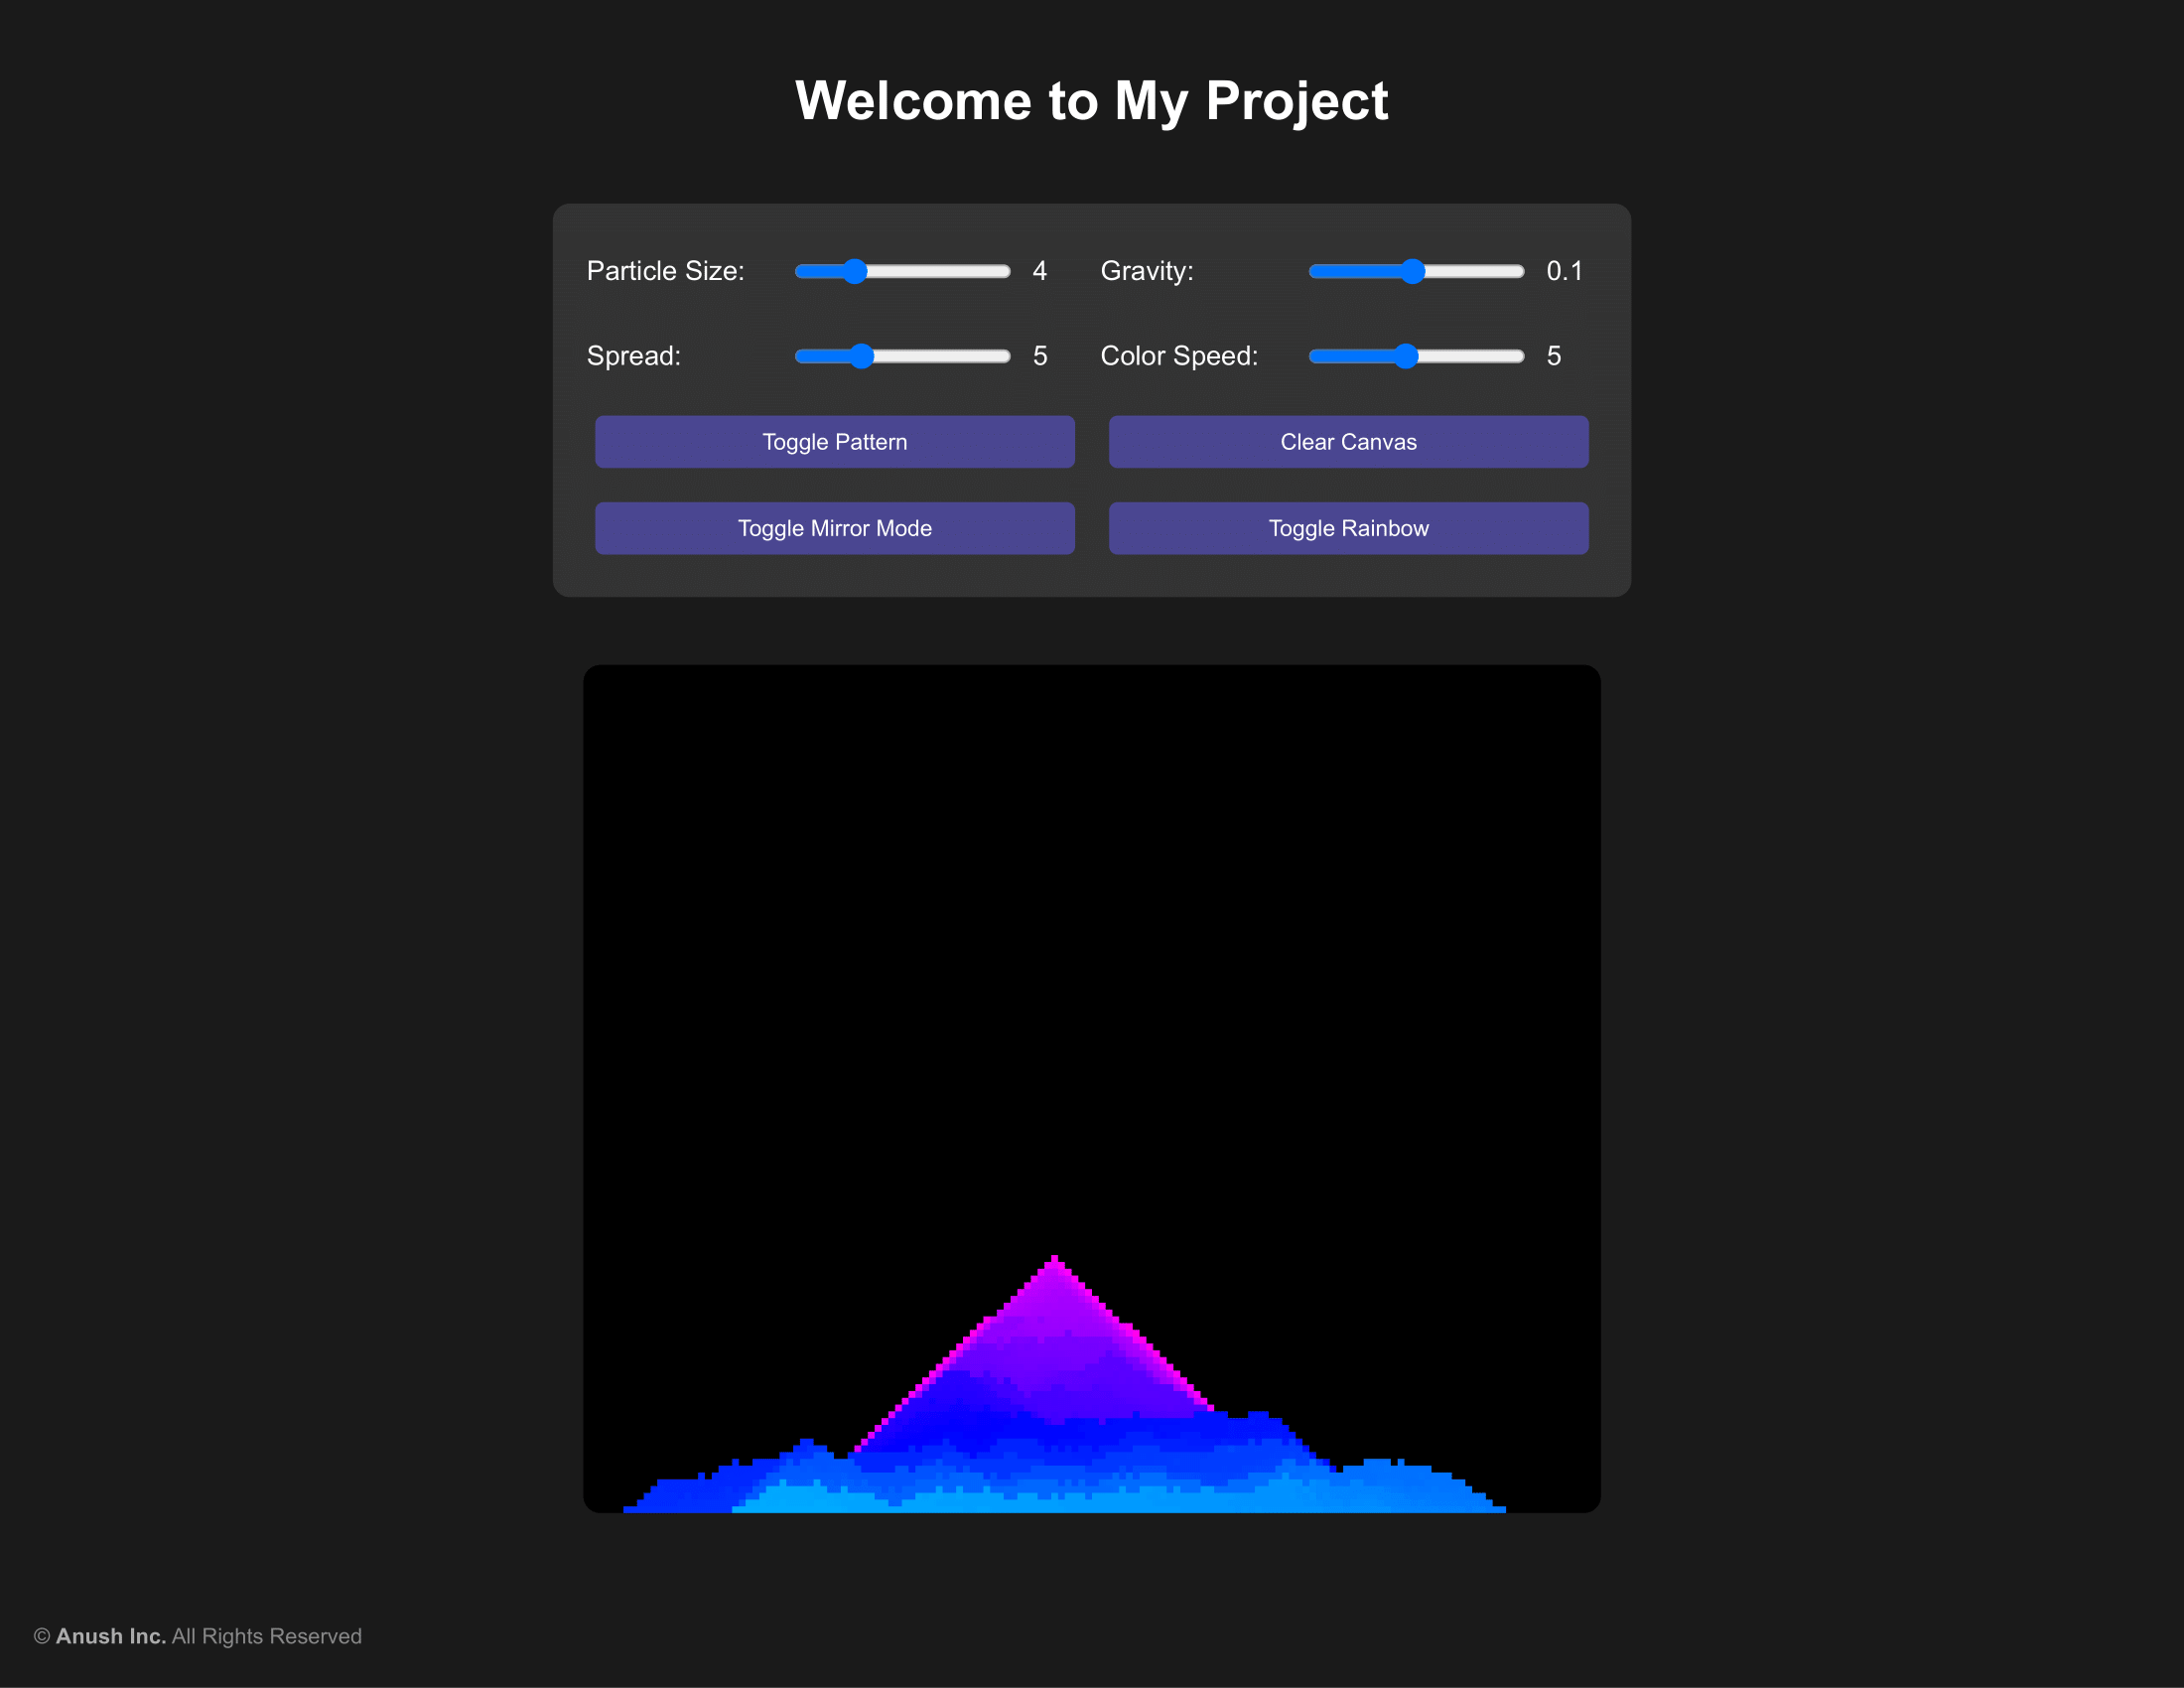 Welcome to My Project
Particle Size: 4 Gravity: 0.1
Spread: 5 Color Speed: 5
Toggle Pattern Clear Canvas
Toggle Mirror Mode Toggle Rainbow
© Anush Inc. All Rights Reserved